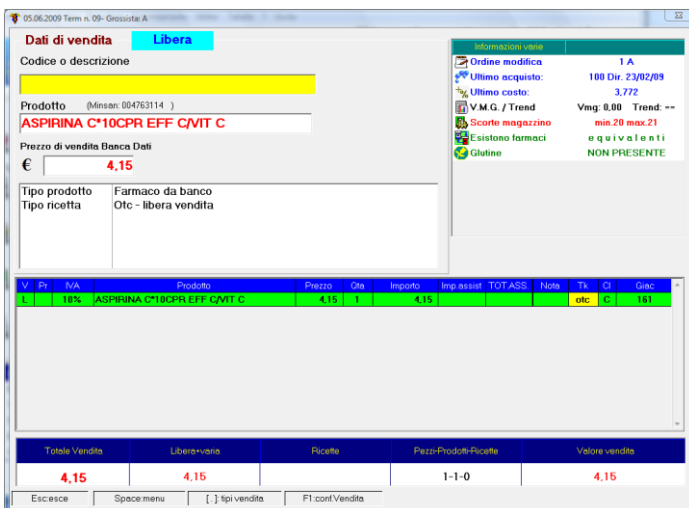 05.06.2009 Term n. 09- Grossista: A
Dati di vendita Libera
Codice o descrizione
Prodotto (Minsan: 004763114 )
ASPIRINA C*10CPR EFF C/VIT C
Prezzo di vendita Banca Dati
€ 4,15
Tipo prodotto Farmaco da banco
Tipo ricetta Otc - libera vendita
Informazioni varie
Ordine modifica 1 A
Ultimo acquisto: 100 Dir. 23/02/09
Ultimo costo: 3,772
V.M.G. / Trend Vmg: 0,00 Trend: --
Scorte magazzino min.20 max.21
Esistono farmaci equivalenti
Glutine NON PRESENTE
V Pr IVA Prodotto Prezzo Qta Importo Imp.assist TOT.ASS. Nota Tk Cl Giac
L 10% ASPIRINA C*10CPR EFF C/VIT C 4,15 1 4,15 otc C 161
Totale Vendita Libera+varia Ricette Pezzi-Prodotti-Ricette Valore vendita
4,15 4,15 1-1-0 4,15
Esc:esce Space:menu [..]: tipi vendita F1:conf.Vendita